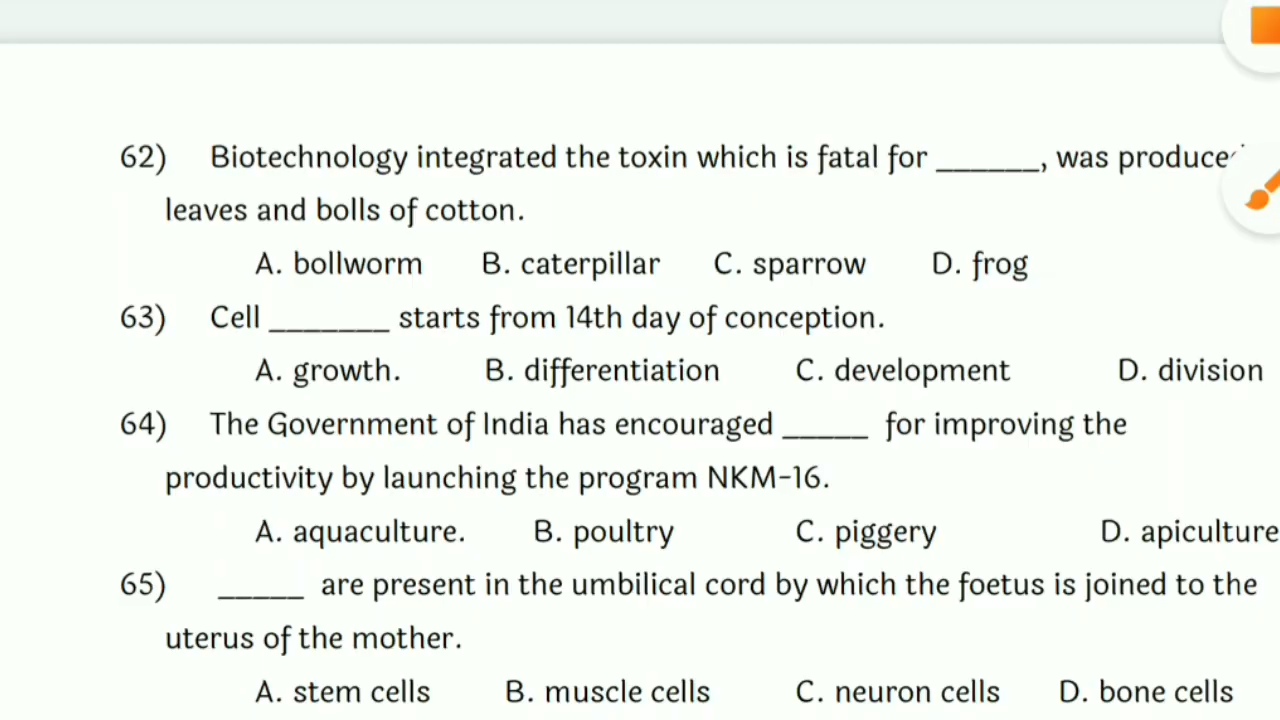 62) Biotechnology integrated the toxin which is fatal for ______, was
leaves and bolls of cotton.
A. bollworm B. caterpillar C. sparrow D. frog
63) Cell _______ starts from 14th day of conception.
A. growth. B. differentiation C. development D. division
64) The Government of India has encouraged _____ for improving the
productivity by launching the program NKM-16.
A. aquaculture. B. poultry C. piggery D. apiculture
65) _____ are present in the umbilical cord by which the foetus is joined to the
uterus of the mother.
A. stem cells B. muscle cells C. neuron cells D. bone cells